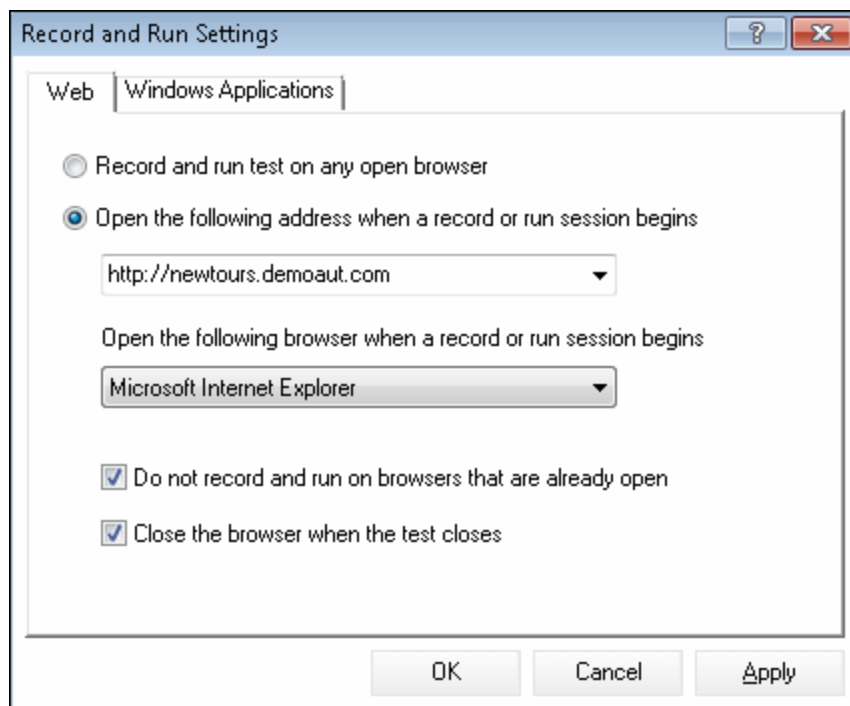 Record and Run Settings
Web
Windows Applications
Record and run test on any open browser
Open the following address when a record or run session begins
http://newtours.demoaut.com
Open the following browser when a record or run session begins
Microsoft Internet Explorer
Do not record and run on browsers that are already open
Close the browser when the test closes
OK
Cancel
Apply